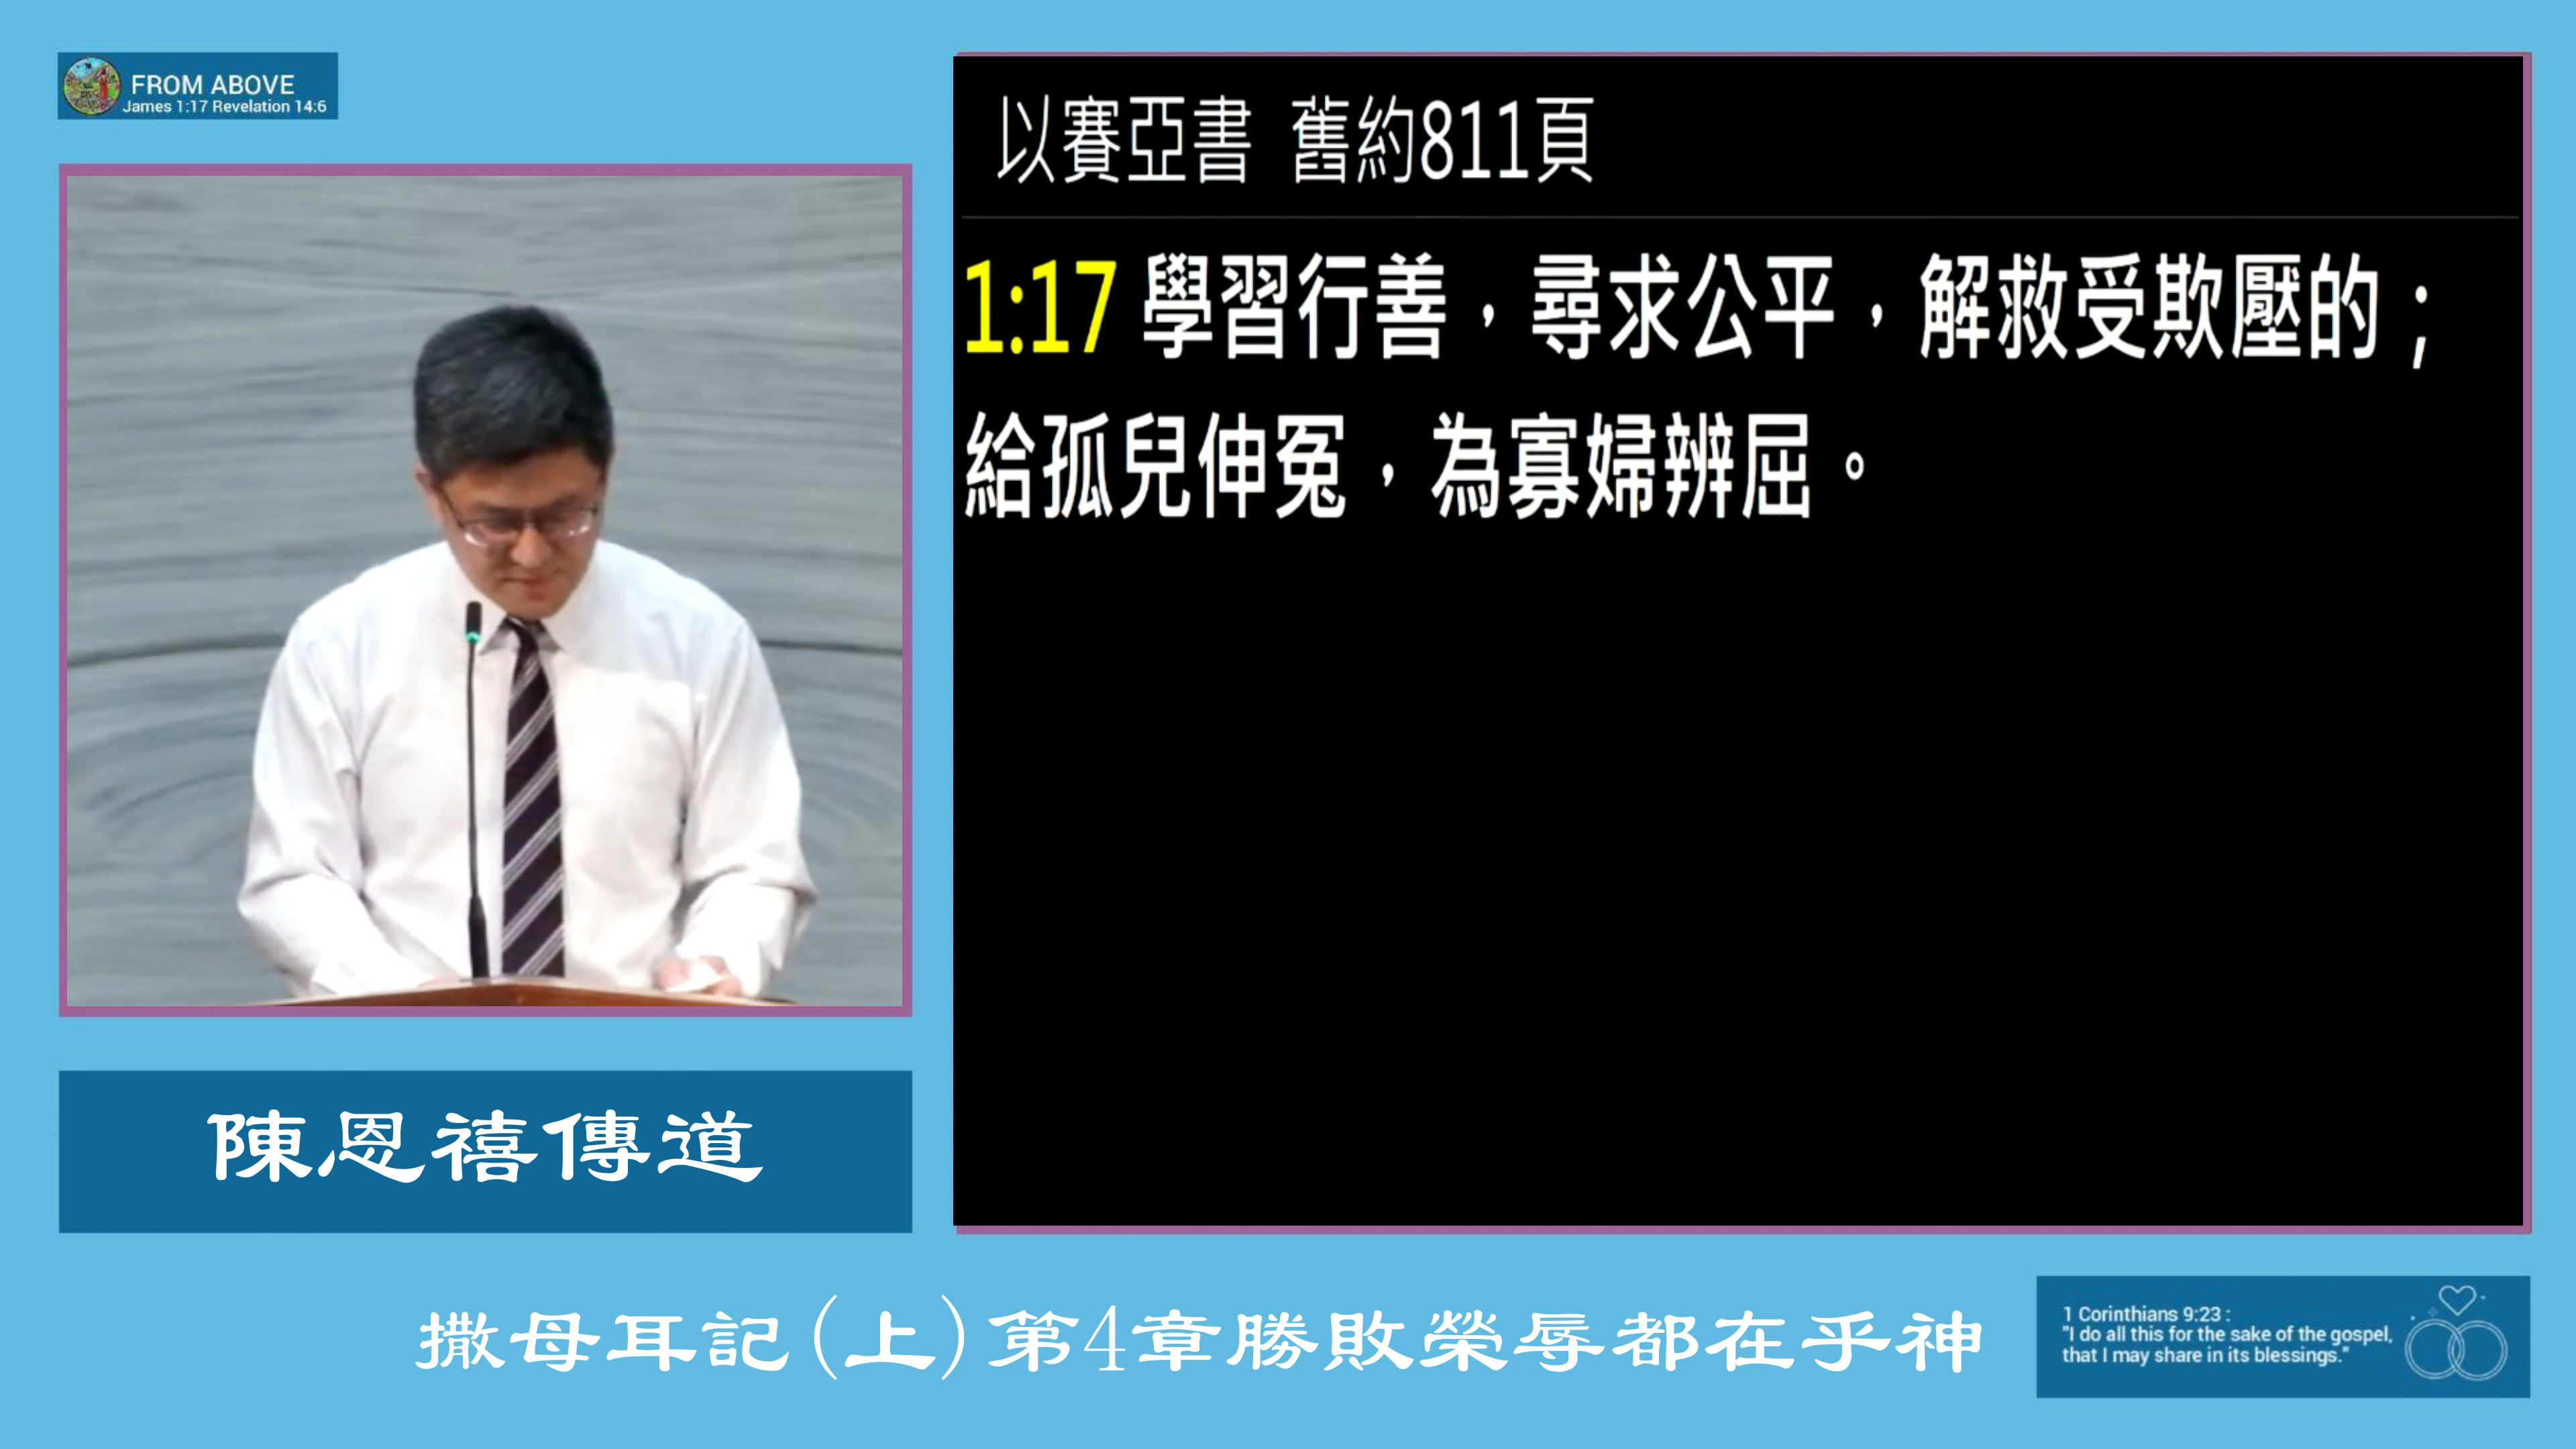 FROM ABOVE
James 1:17 Revelation 14:6
以賽亞書 舊約811頁
1:17 學習行善，尋求公平，解救受欺壓的；
給孤兒伸冤，為寡婦辨屈。
陳恩禧傳道
撒母耳記(上)第4章勝敗榮辱都在乎神
1 Corinthians 9:23 :
"I do all this for the sake of the gospel,
that I may share in its blessings."